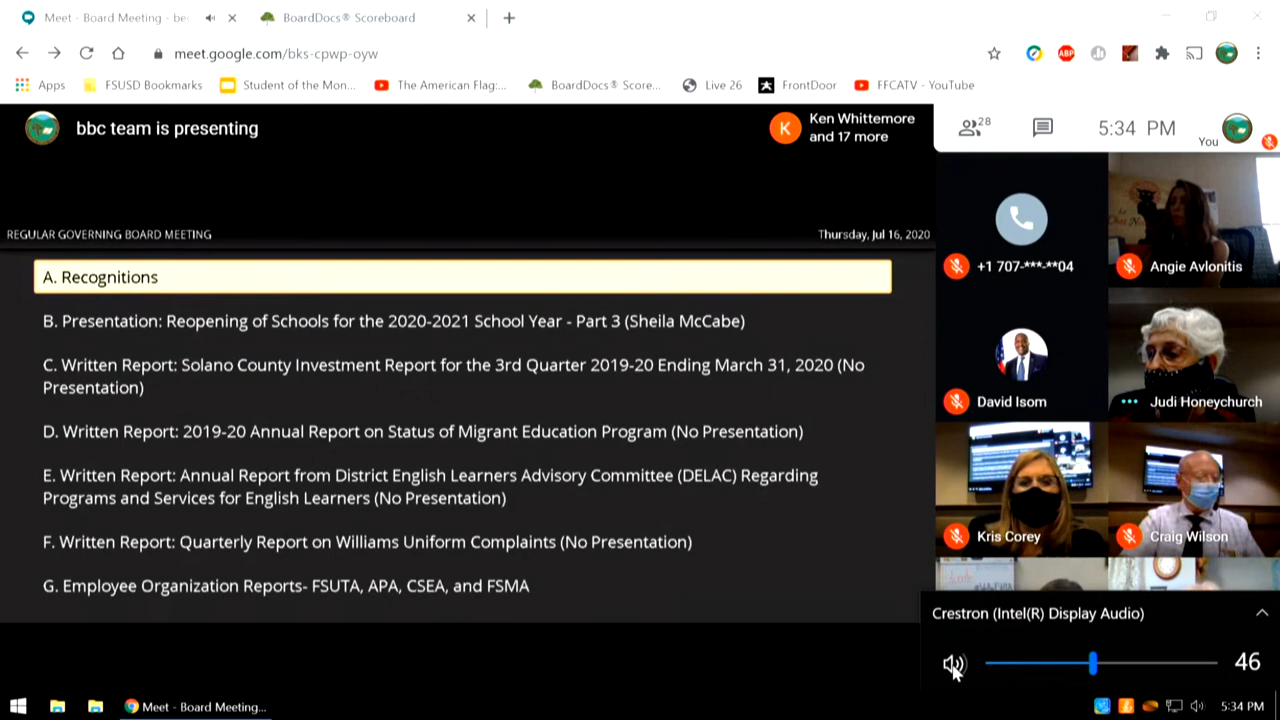 Meet - Board Meeting - be
BoardDocs® Scoreboard
meet.google.com/bks-cpwp-oyw
ABP
Apps
FSUSD Bookmarks
Student of the Mon...
The American Flag:...
BoardDocs® Score...
Live 26
FrontDoor
FFCATV - YouTube
bbc team is presenting
K
Ken Whittemore
and 17 more
28
5:34 PM
You
REGULAR GOVERNING BOARD MEETING
Thursday, Jul 16, 2020
A. Recognitions
B. Presentation: Reopening of Schools for the 2020-2021 School Year - Part 3 (Sheila McCabe)
C. Written Report: Solano County Investment Report for the 3rd Quarter 2019-20 Ending March 31, 2020 (No
Presentation)
D. Written Report: 2019-20 Annual Report on Status of Migrant Education Program (No Presentation)
E. Written Report: Annual Report from District English Learners Advisory Committee (DELAC) Regarding
Programs and Services for English Learners (No Presentation)
F. Written Report: Quarterly Report on Williams Uniform Complaints (No Presentation)
G. Employee Organization Reports- FSUTA, APA, CSEA, and FSMA
+1 707-***-**04
Angie Avlonitis
David Isom
Judi Honeychurch
Kris Corey
Craig Wilson
Crestron (Intel(R) Display Audio)
46
Meet - Board Meeting...
5:34 PM